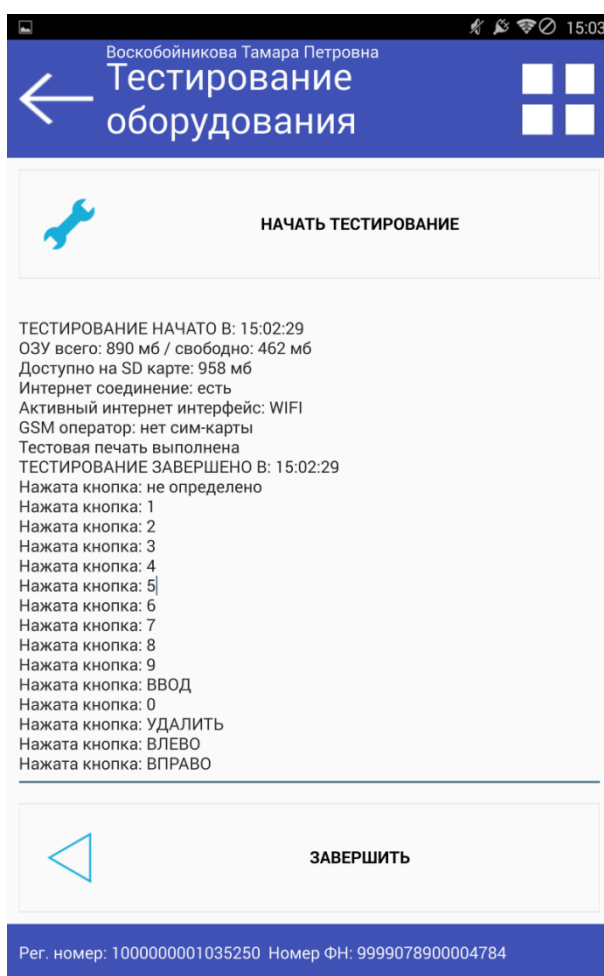 15:03
Воскобойникова Тамара Петровна
Тестирование
оборудования
НАЧАТЬ ТЕСТИРОВАНИЕ
ТЕСТИРОВАНИЕ НАЧАТО В: 15:02:29
ОЗУ всего: 890 мб / свободно: 462 мб
Доступно на SD карте: 958 мб
Интернет соединение: есть
Активный интернет интерфейс: WIFI
GSM оператор: нет сим-карты
Тестовая печать выполнена
ТЕСТИРОВАНИЕ ЗАВЕРШЕНО В: 15:02:29
Нажата кнопка: не определено
Нажата кнопка: 1
Нажата кнопка: 2
Нажата кнопка: 3
Нажата кнопка: 4
Нажата кнопка: 5
Нажата кнопка: 6
Нажата кнопка: 7
Нажата кнопка: 8
Нажата кнопка: 9
Нажата кнопка: ВВОД
Нажата кнопка: 0
Нажата кнопка: УДАЛИТЬ
Нажата кнопка: ВЛЕВО
Нажата кнопка: ВПРАВО
ЗАВЕРШИТЬ
Рег. номер: 1000000001035250 Номер ФН: 9999078900004784